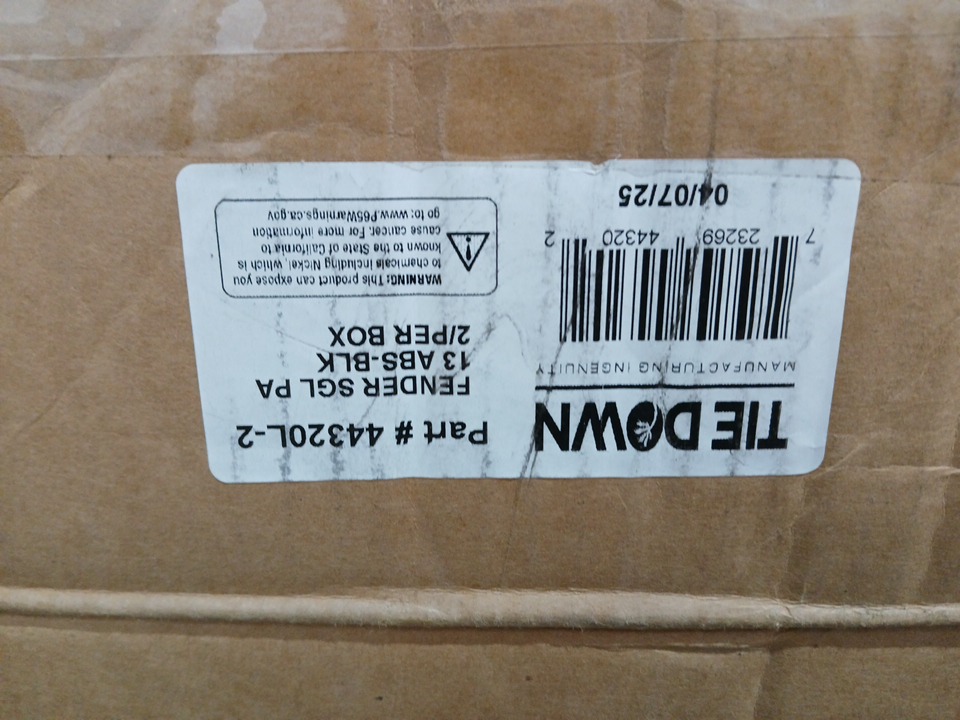 TIE DOWN
MANUFACTURING INGENUITY
7 23269 44320 2
04/07/25
Part # 44320L-2
FENDER SGL PA
13 ABS-BLK
2/PER BOX
WARNING: This product can expose you
to chemicals including Nickel, which is
known to the State of California to
cause cancer. For more information
go to: www.P65Warnings.ca.gov